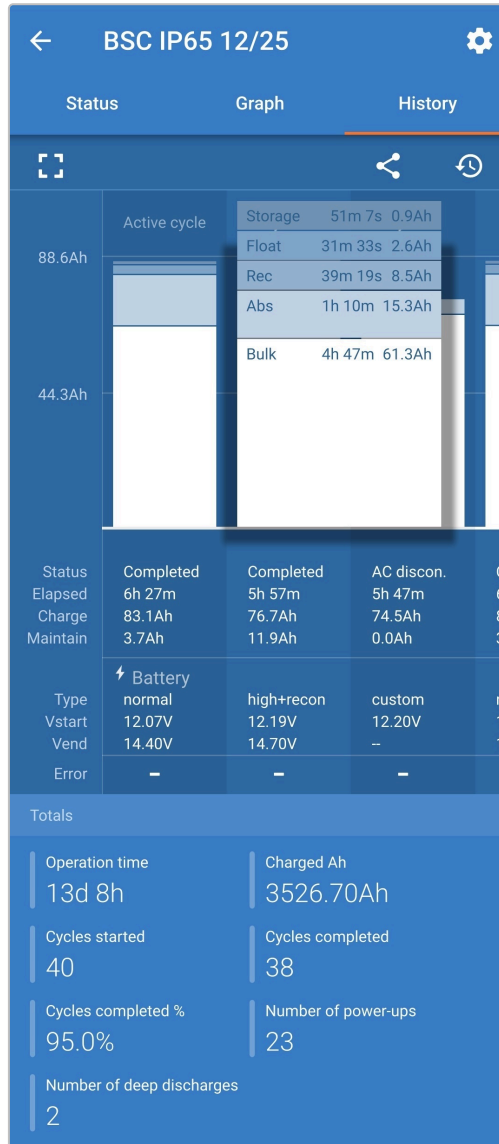 BSC IP65 12/25
Status Graph History
Active cycle
88.6Ah
44.3Ah
Storage 51m 7s 0.9Ah
Float 31m 33s 2.6Ah
Rec 39m 19s 8.5Ah
Abs 1h 10m 15.3Ah
Bulk 4h 47m 61.3Ah
Status Completed Completed AC discon.
Elapsed 6h 27m 5h 57m 5h 47m
Charge 83.1Ah 76.7Ah 74.5Ah
Maintain 3.7Ah 11.9Ah 0.0Ah
Battery
Type normal high+recon custom
Vstart 12.07V 12.19V 12.20V
Vend 14.40V 14.70V --
Error – – –
Totals
Operation time Charged Ah
13d 8h 3526.70Ah
Cycles started Cycles completed
40 38
Cycles completed % Number of power-ups
95.0% 23
Number of deep discharges
2